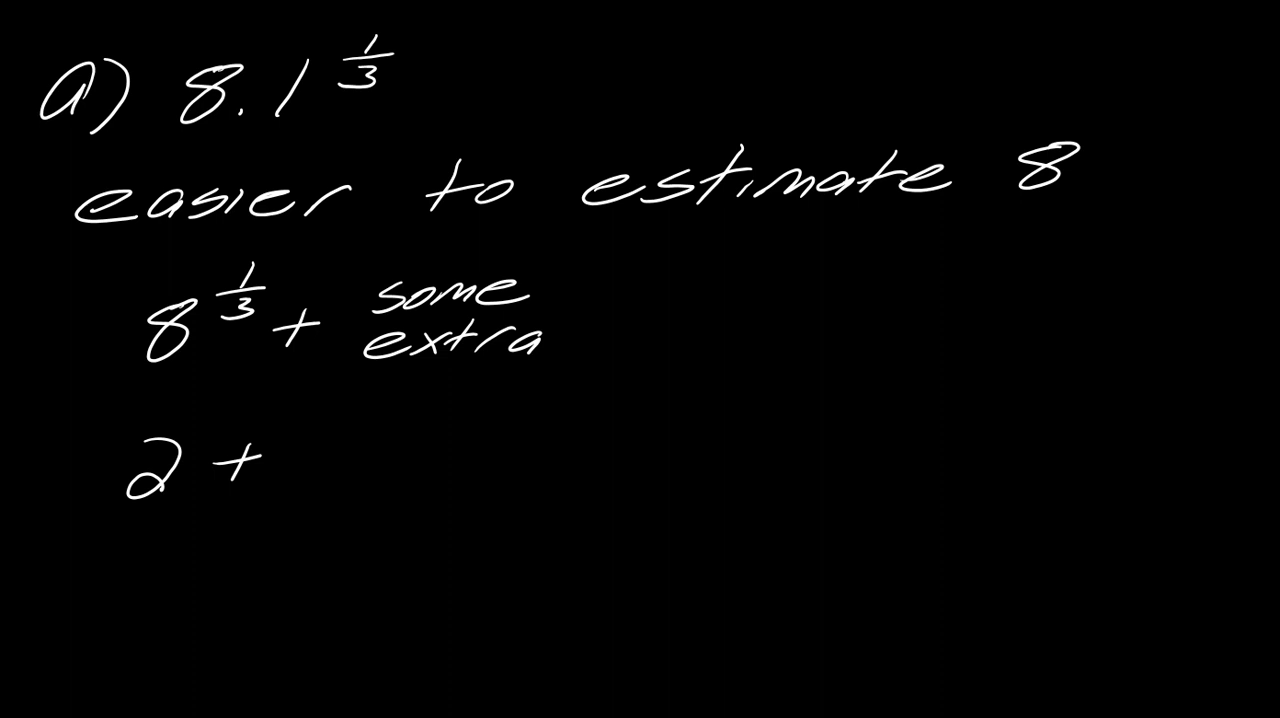 a) 8.1^(1/3)
easier to estimate 8
8^(1/3) + some extra
2 +